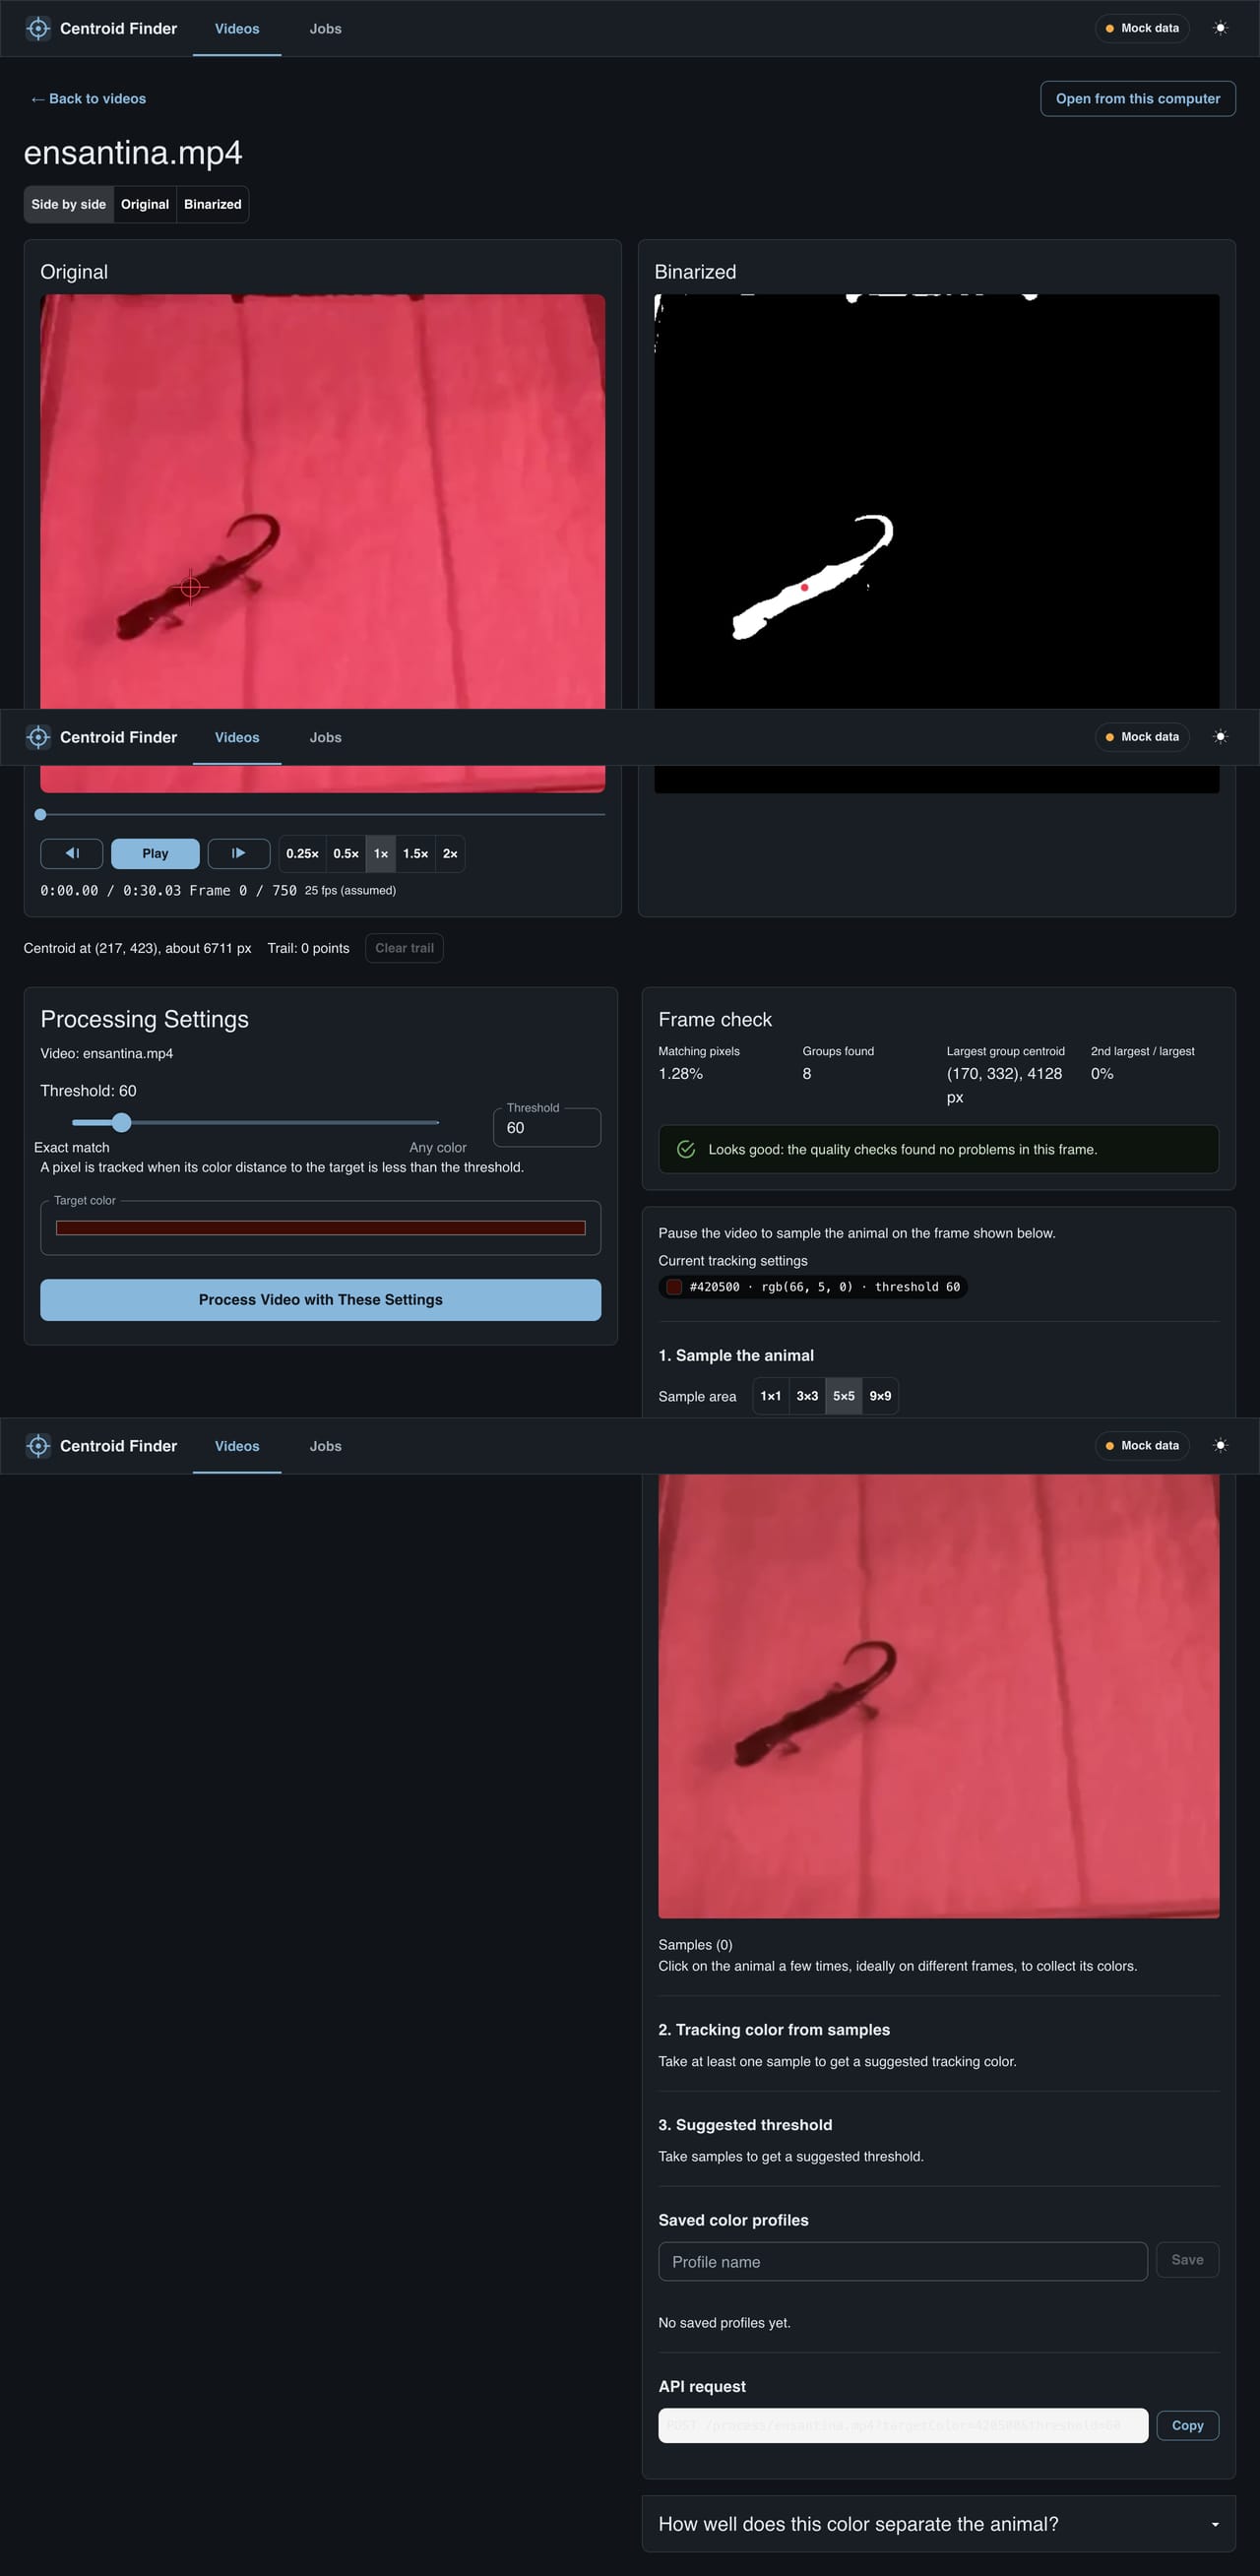 Centroid Finder Videos Jobs Mock data
← Back to videos Open from this computer
ensantina.mp4
Side by side Original Binarized
Original
Binarized
Centroid Finder Videos Jobs Mock data
Play 0.25× 0.5× 1× 1.5× 2×
0:00.00 / 0:30.03 Frame 0 / 750 25 fps (assumed)
Centroid at (217, 423), about 6711 px Trail: 0 points Clear trail
Processing Settings
Video: ensantina.mp4
Threshold: 60
Threshold
60
Exact match Any color
A pixel is tracked when its color distance to the target is less than the threshold.
Target color
Process Video with These Settings
Frame check
Matching pixels Groups found Largest group centroid 2nd largest / largest
1.28% 8 (170, 332), 4128 0%
px
Looks good: the quality checks found no problems in this frame.
Pause the video to sample the animal on the frame shown below.
Current tracking settings
#420500 · rgb(66, 5, 0) · threshold 60
1. Sample the animal
Sample area 1×1 3×3 5×5 9×9
Centroid Finder Videos Jobs Mock data
Samples (0)
Click on the animal a few times, ideally on different frames, to collect its colors.
2. Tracking color from samples
Take at least one sample to get a suggested tracking color.
3. Suggested threshold
Take samples to get a suggested threshold.
Saved color profiles
Profile name Save
No saved profiles yet.
API request
POST /process/ensantina.mp4?targetColor=420500&threshold=60 Copy
How well does this color separate the animal?